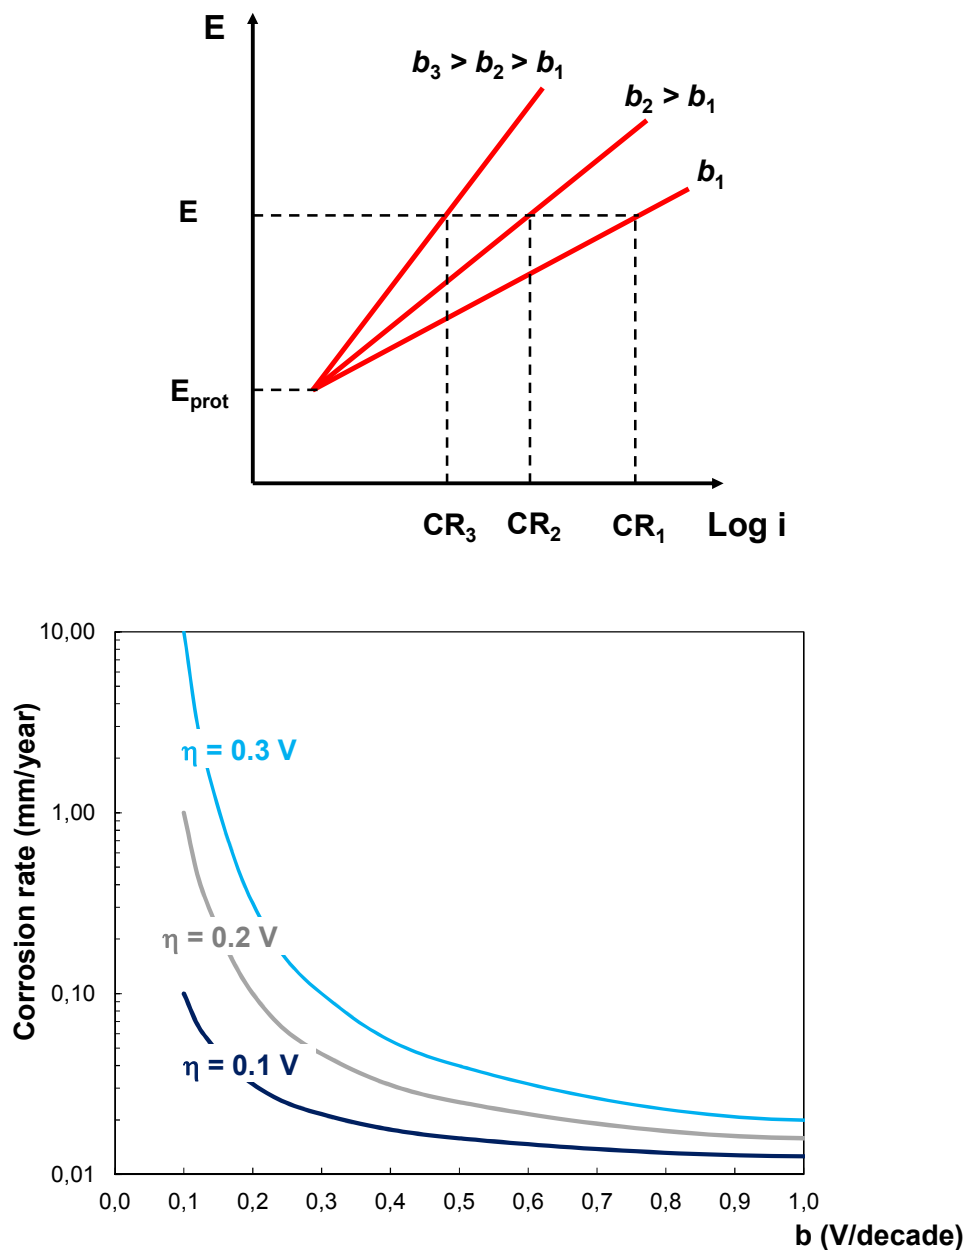 E
b₃ > b₂ > b₁
b₂ > b₁
b₁
E
E_prot
CR₃
CR₂
CR₁
Log i
Corrosion rate (mm/year)
10,00
1,00
0,10
0,01
η = 0.3 V
η = 0.2 V
η = 0.1 V
0,0 0,1 0,2 0,3 0,4 0,5 0,6 0,7 0,8 0,9 1,0
b (V/decade)